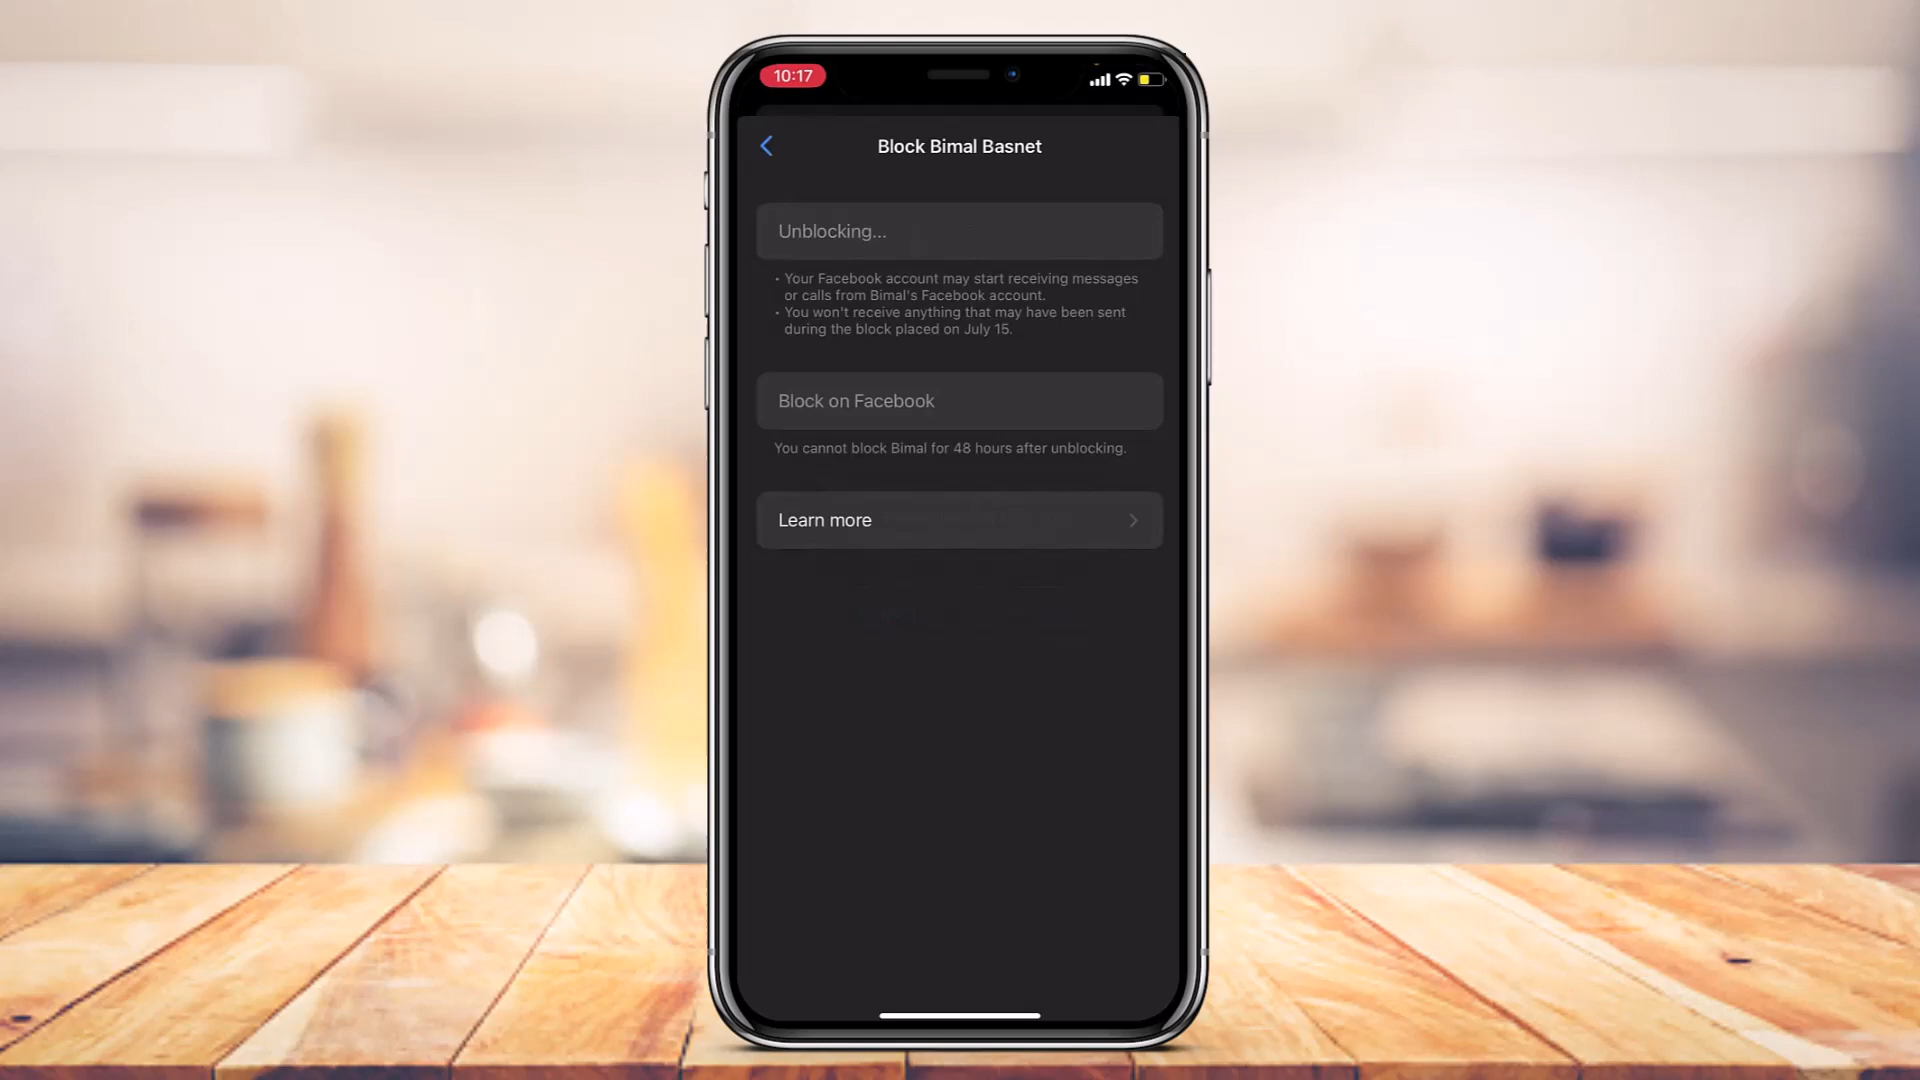 10:17
Block Bimal Basnet
Unblocking...
• Your Facebook account may start receiving messages
or calls from Bimal's Facebook account.
• You won't receive anything that may have been sent
during the block placed on July 15.
Block on Facebook
You cannot block Bimal for 48 hours after unblocking.
Learn more